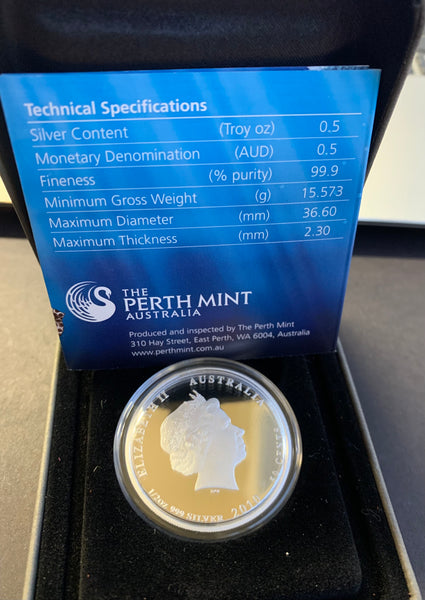 Technical Specifications
Silver Content (Troy oz) 0.5
Monetary Denomination (AUD) 0.5
Fineness (% purity) 99.9
Minimum Gross Weight (g) 15.573
Maximum Diameter (mm) 36.60
Maximum Thickness (mm) 2.30
THE
PERTH MINT
AUSTRALIA
Produced and inspected by The Perth Mint
310 Hay Street, East Perth, WA 6004, Australia
www.perthmint.com.au
ELIZABETH II AUSTRALIA
1/2oz 999 SILVER 50 CENTS